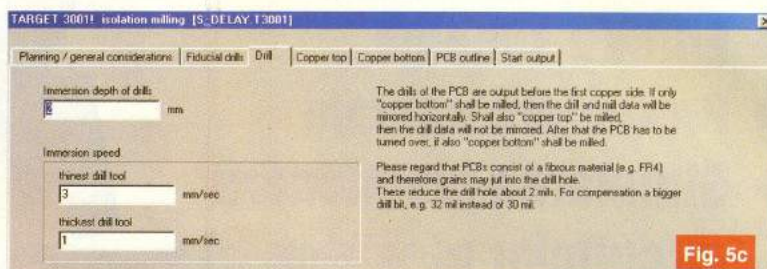 TARGET 3001! isolation milling [S_DELAY.T3001]
Planning / general considerations Fiducial drills Drill Copper top Copper bottom PCB outline Start output
Immersion depth of drills
mm
Immersion speed
thinest drill tool
3 mm/sec
thickest drill tool
1 mm/sec
The drills of the PCB are output before the first copper side. If only
"copper bottom" shall be milled, then the drill and mill data will be
mirrored horizontally. Shall also "copper top" be milled,
then the drill data will not be mirrored. After that the PCB has to be
turned over, if also "copper bottom" shall be milled.
Please regard that PCBs consist of a fibrous material (e.g. FR4)
and therefore grains may jut into the drill hole.
These reduce the drill hole about 2 mils. For compensation a bigger
drill bit, e.g. 32 mil instead of 30 mil.
Fig. 5c